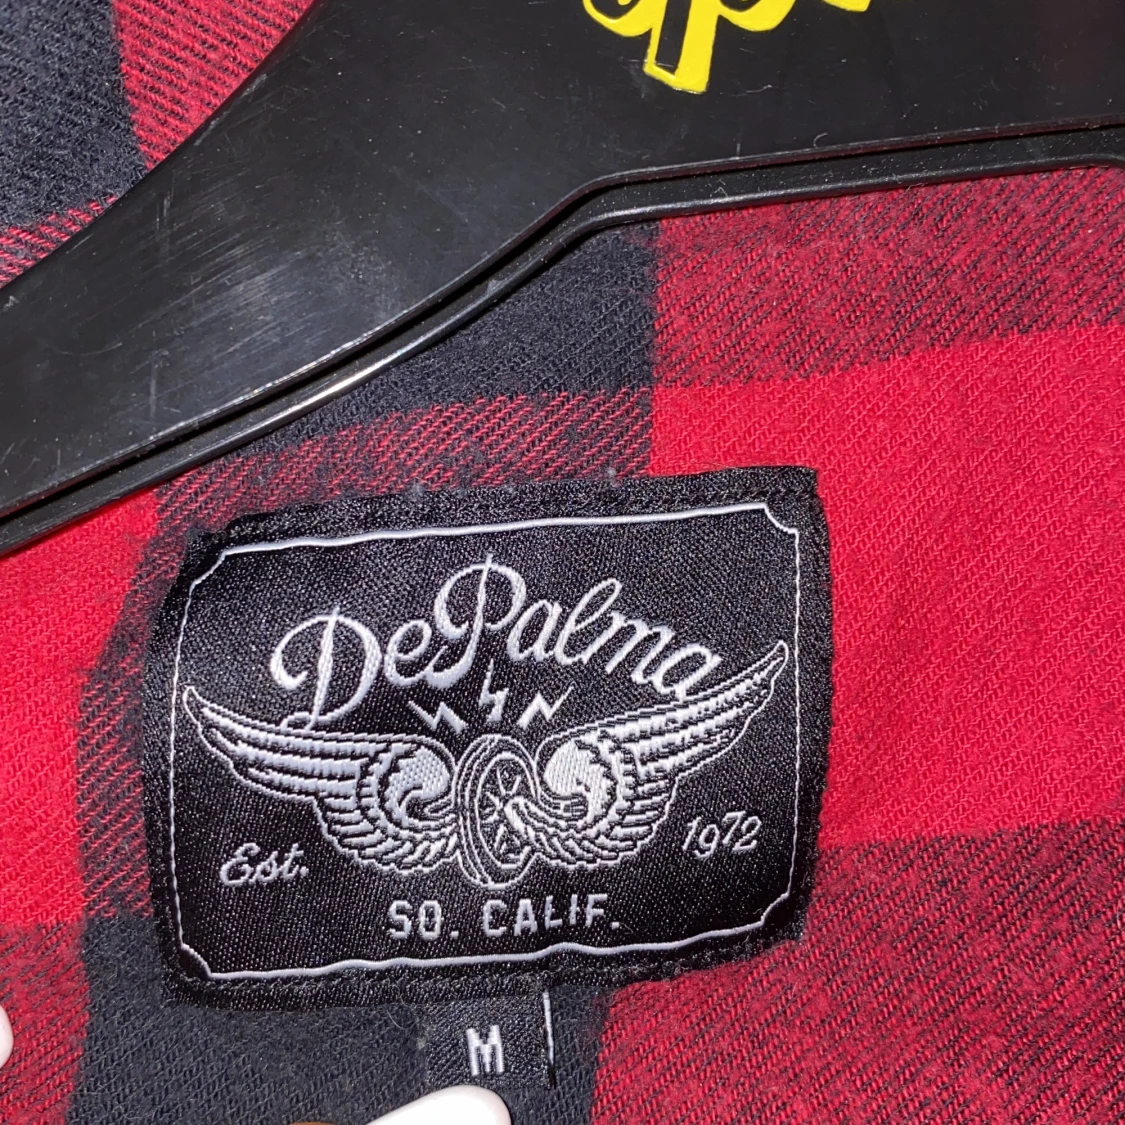 DePalma
Est. 1972
SO. CALIF.
M